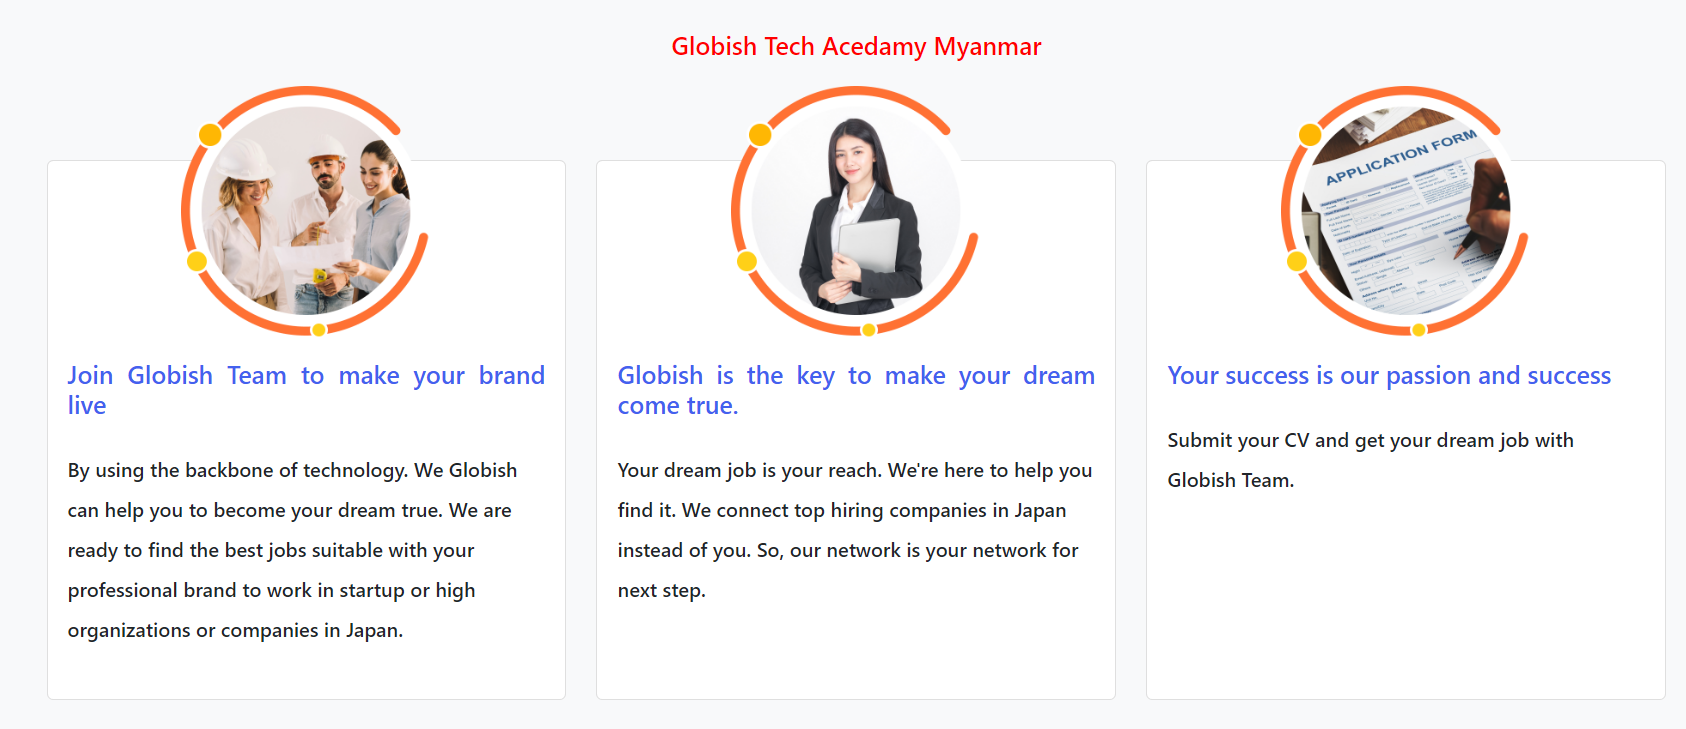 Globish Tech Acedamy Myanmar
APPLICATION FORM
Join Globish Team to make your brand
live
By using the backbone of technology. We Globish
can help you to become your dream true. We are
ready to find the best jobs suitable with your
professional brand to work in startup or high
organizations or companies in Japan.
Globish is the key to make your dream
come true.
Your dream job is your reach. We're here to help you
find it. We connect top hiring companies in Japan
instead of you. So, our network is your network for
next step.
Your success is our passion and success
Submit your CV and get your dream job with
Globish Team.